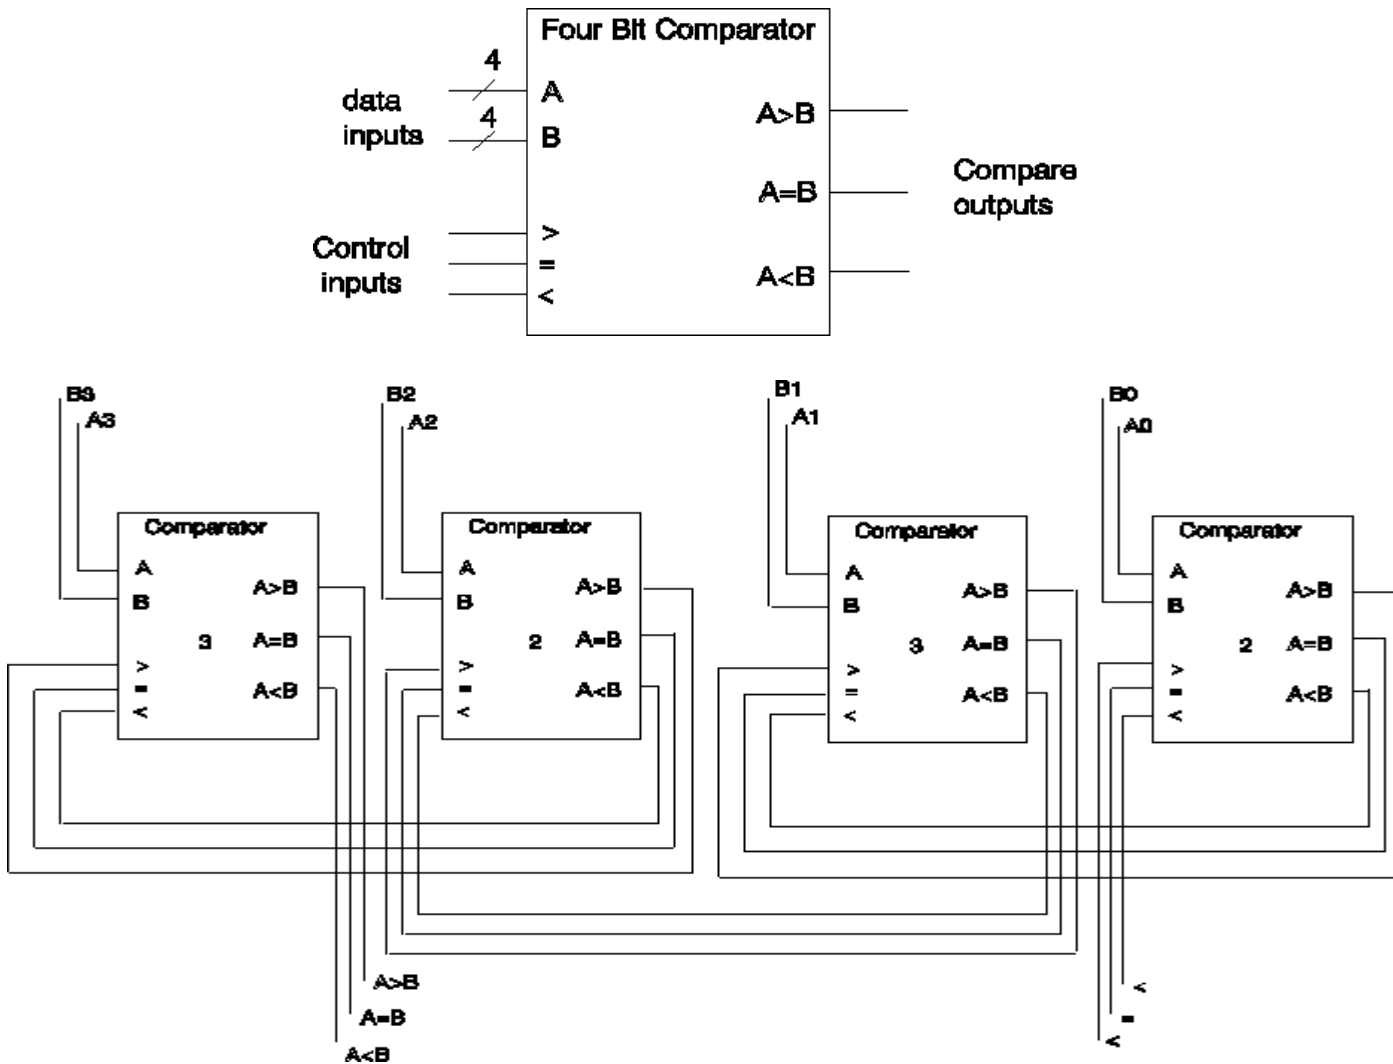 Four Bit Comparator
4
data
inputs
A
4
B
A>B
A=B
Compare
outputs
Control
inputs
>
=
<
A<B
B3
A3
B2
A2
B1
A1
B0
A0
Comparator
A
B
A>B
3
A=B
>
=
<
A<B
Comparator
A
B
A>B
2
A=B
>
=
<
A<B
Comparator
A
B
A>B
3
A=B
>
=
<
A<B
Comparator
A
B
A>B
2
A=B
>
=
<
A<B
A>B
A=B
A<B
<
=
<